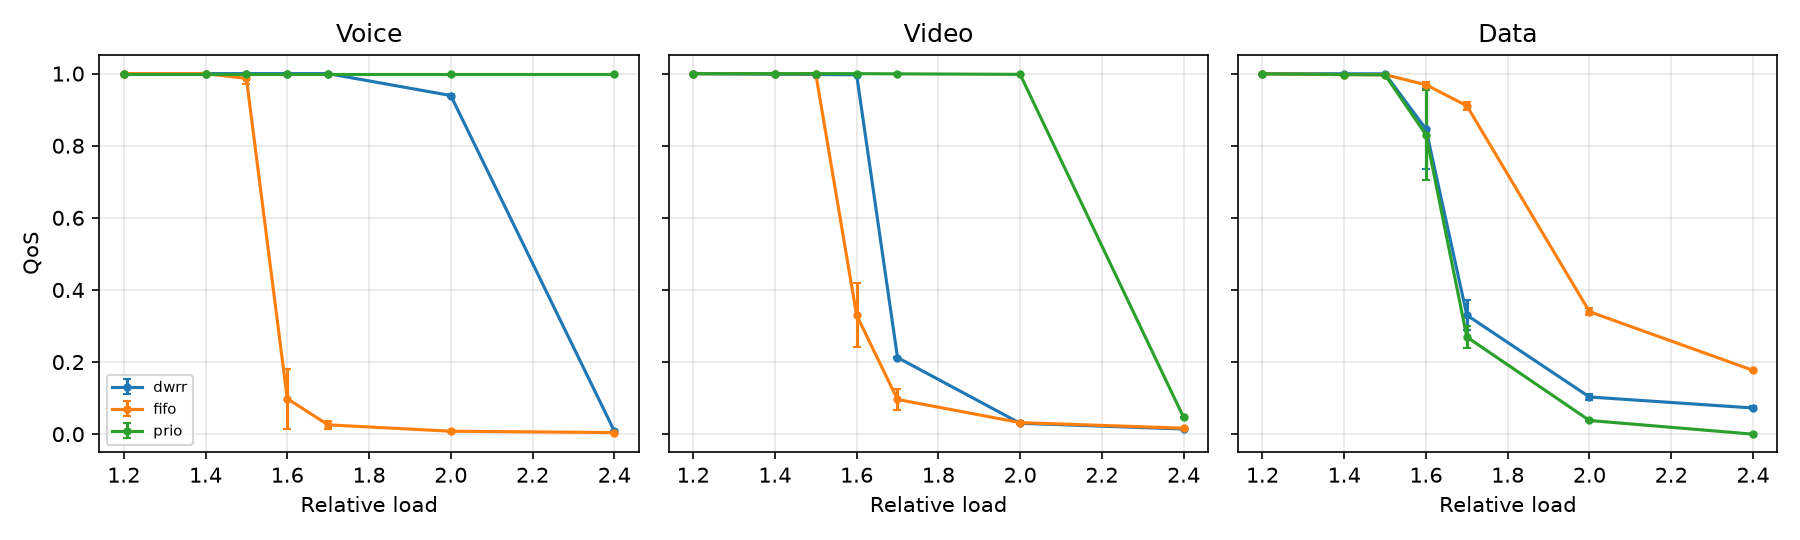 Voice
Video
Data
QoS
1.0
0.8
0.6
0.4
0.2
0.0
dwrr
fifo
prio
1.2 1.4 1.6 1.8 2.0 2.2 2.4
1.2 1.4 1.6 1.8 2.0 2.2 2.4
1.2 1.4 1.6 1.8 2.0 2.2 2.4
Relative load
Relative load
Relative load